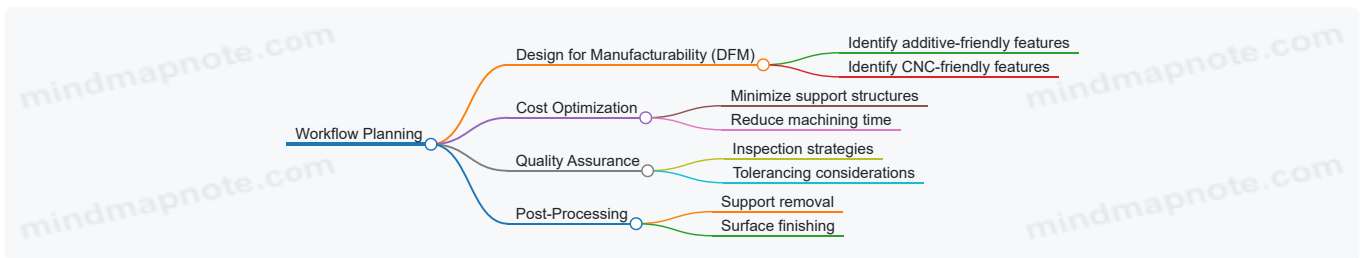 mindmapnote.com
mindmapnote.com
Workflow Planning
Design for Manufacturability (DFM)
Identify additive-friendly features
Identify CNC-friendly features
Cost Optimization
Minimize support structures
Reduce machining time
Quality Assurance
Inspection strategies
Tolerancing considerations
Post-Processing
Support removal
Surface finishing
mindmapnote.com
mindmapnote.com